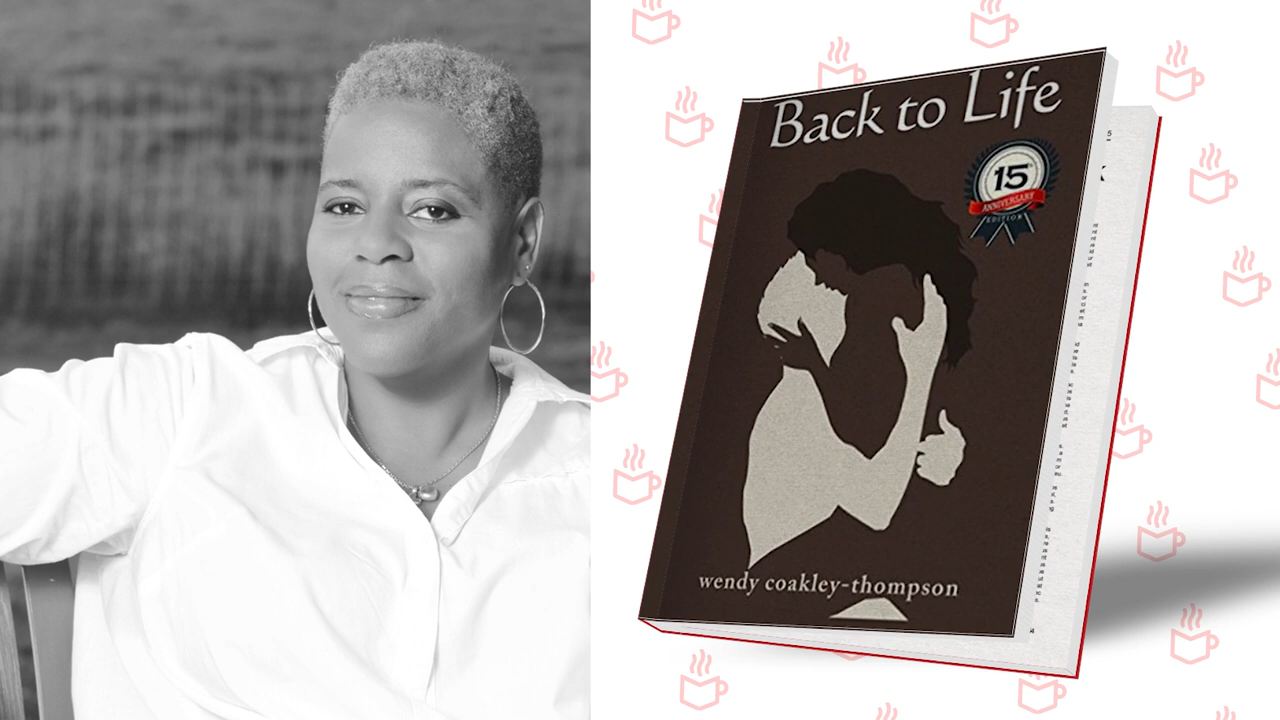 Back to Life
15
ANNIVERSARY
EDITION
wendy coakley-thompson